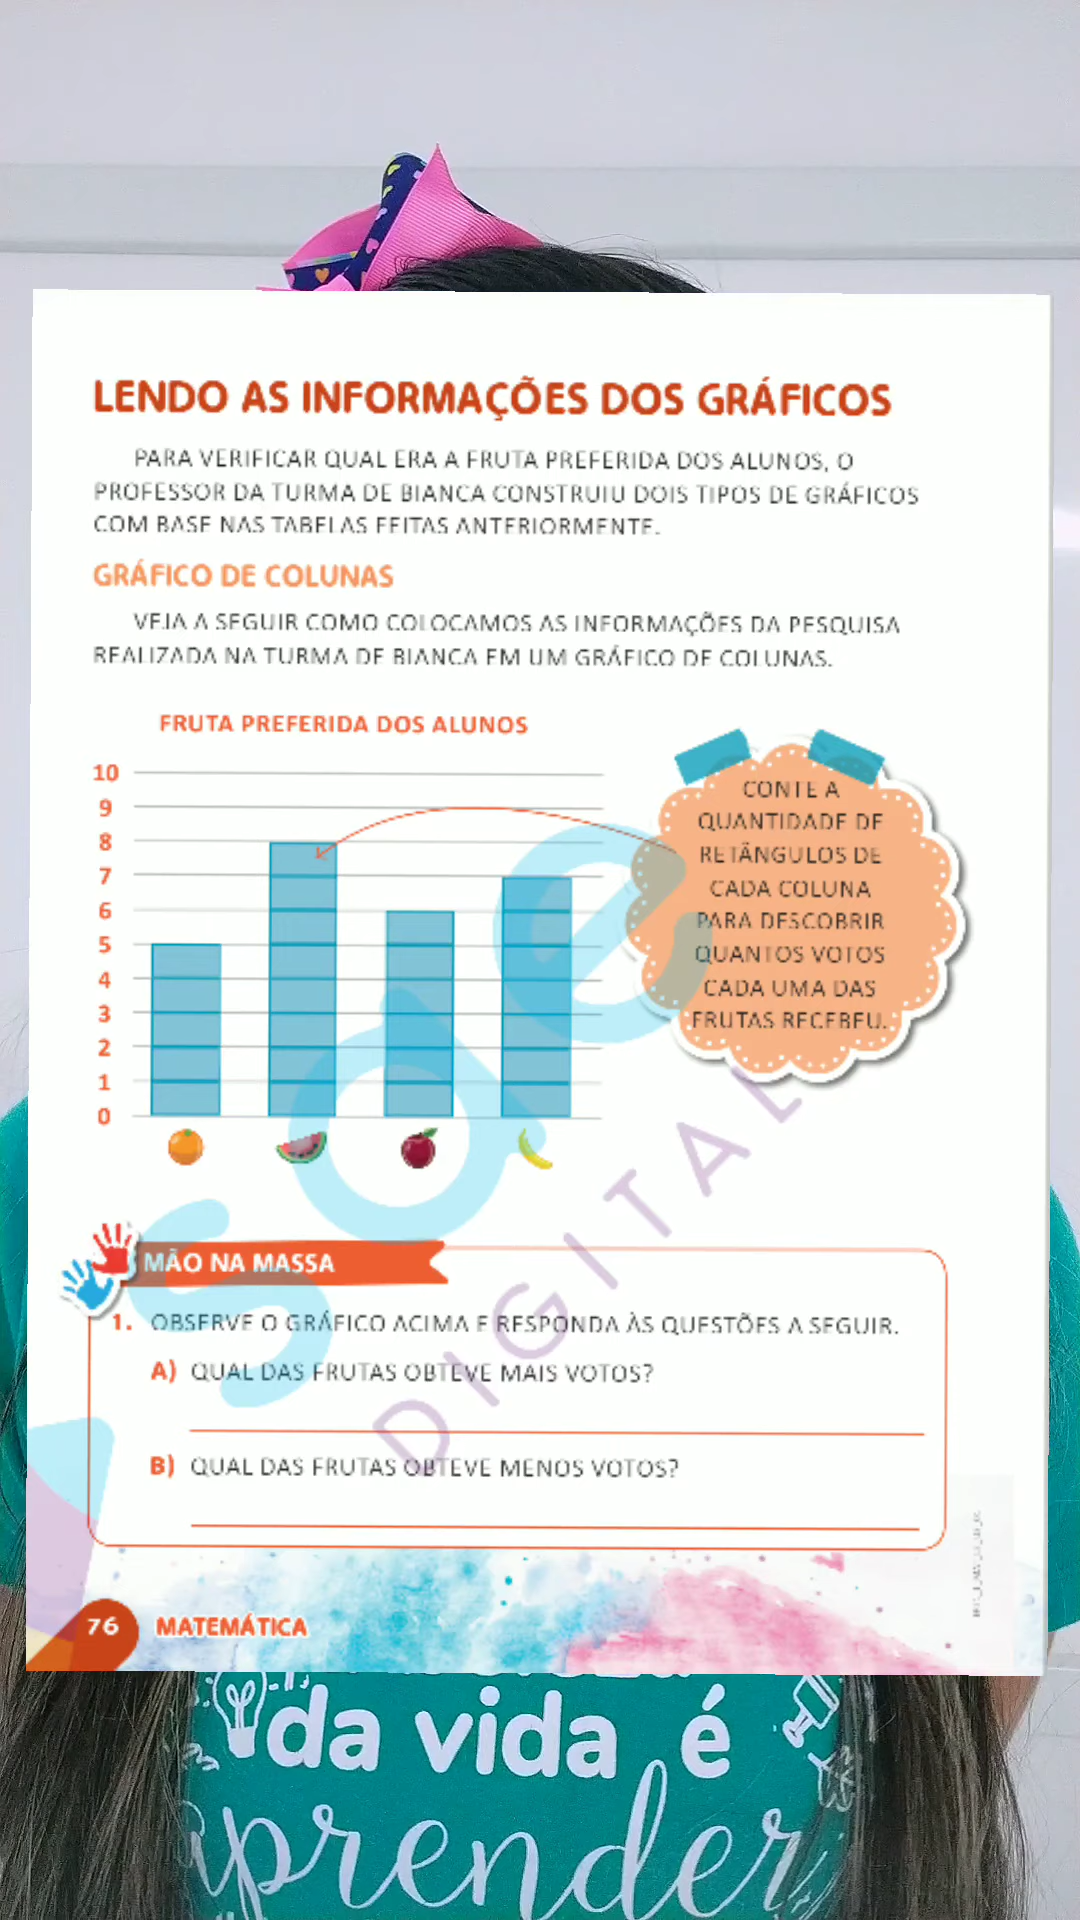 LENDO AS INFORMAÇÕES DOS GRÁFICOS
PARA VERIFICAR QUAL ERA A FRUTA PREFERIDA DOS ALUNOS, O
PROFESSOR DA TURMA DE BIANCA CONSTRUIU DOIS TIPOS DE GRÁFICOS
COM BASE NAS TABELAS FEITAS ANTERIORMENTE.
GRÁFICO DE COLUNAS
VEJA A SEGUIR COMO COLOCAMOS AS INFORMAÇÕES DA PESQUISA
REALIZADA NA TURMA DE BIANCA EM UM GRÁFICO DE COLUNAS.
FRUTA PREFERIDA DOS ALUNOS
10
9
8
7
6
5
4
3
2
1
0
CONTE A
QUANTIDADE DE
RETÂNGULOS DE
CADA COLUNA
PARA DESCOBRIR
QUANTOS VOTOS
CADA UMA DAS
FRUTAS RECEBEU.
sae
DIGITAL
MÃO NA MASSA
1. OBSERVE O GRÁFICO ACIMA E RESPONDA ÀS QUESTÕES A SEGUIR.
A) QUAL DAS FRUTAS OBTEVE MAIS VOTOS?
B) QUAL DAS FRUTAS OBTEVE MENOS VOTOS?
76 MATEMÁTICA
da vida é
aprender